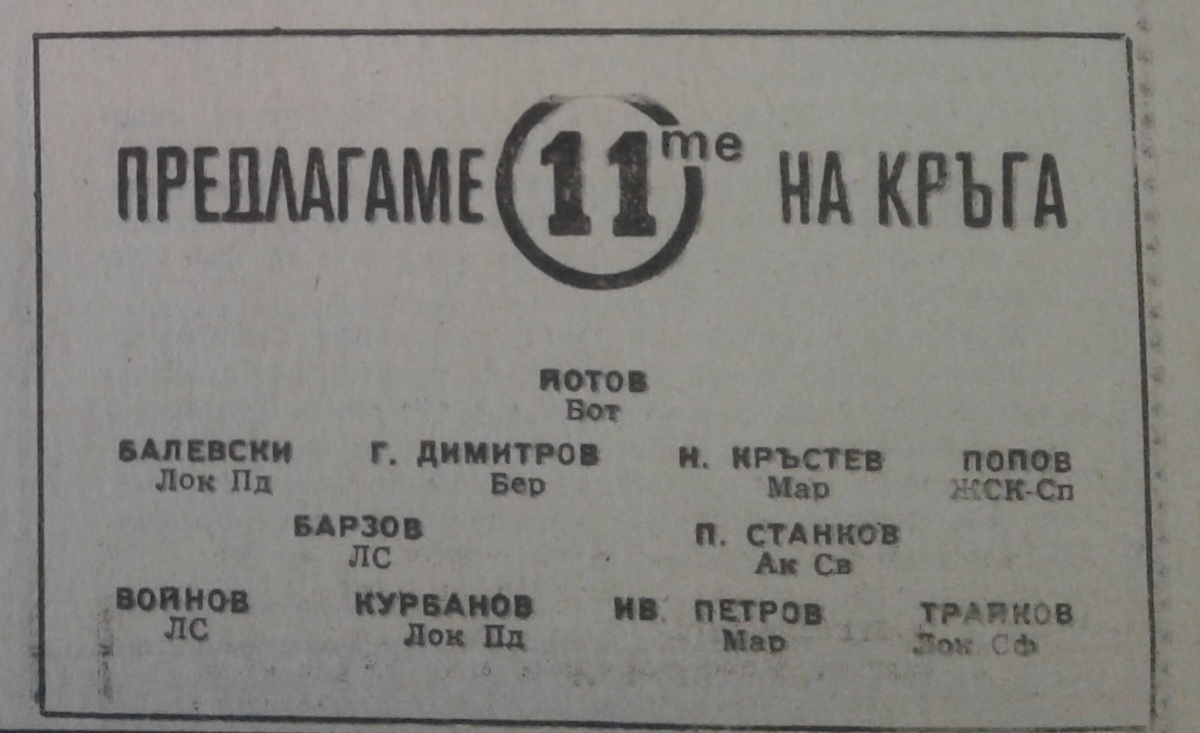 ПРЕДЛАГАМЕ 11те НА КРЪГА
ЙОТОВ
Бот
БАЛЕВСКИ Г. ДИМИТРОВ Н. КРЪСТЕВ ПОПОВ
Лок Пд Бер Мар ЖСК-Сп
БАРЗОВ П. СТАНКОВ
ЛС Ак Св
ВОЙНОВ КУРБАНОВ ИВ. ПЕТРОВ ТРАЙКОВ
ЛС Лок Пд Мар Лок Сф